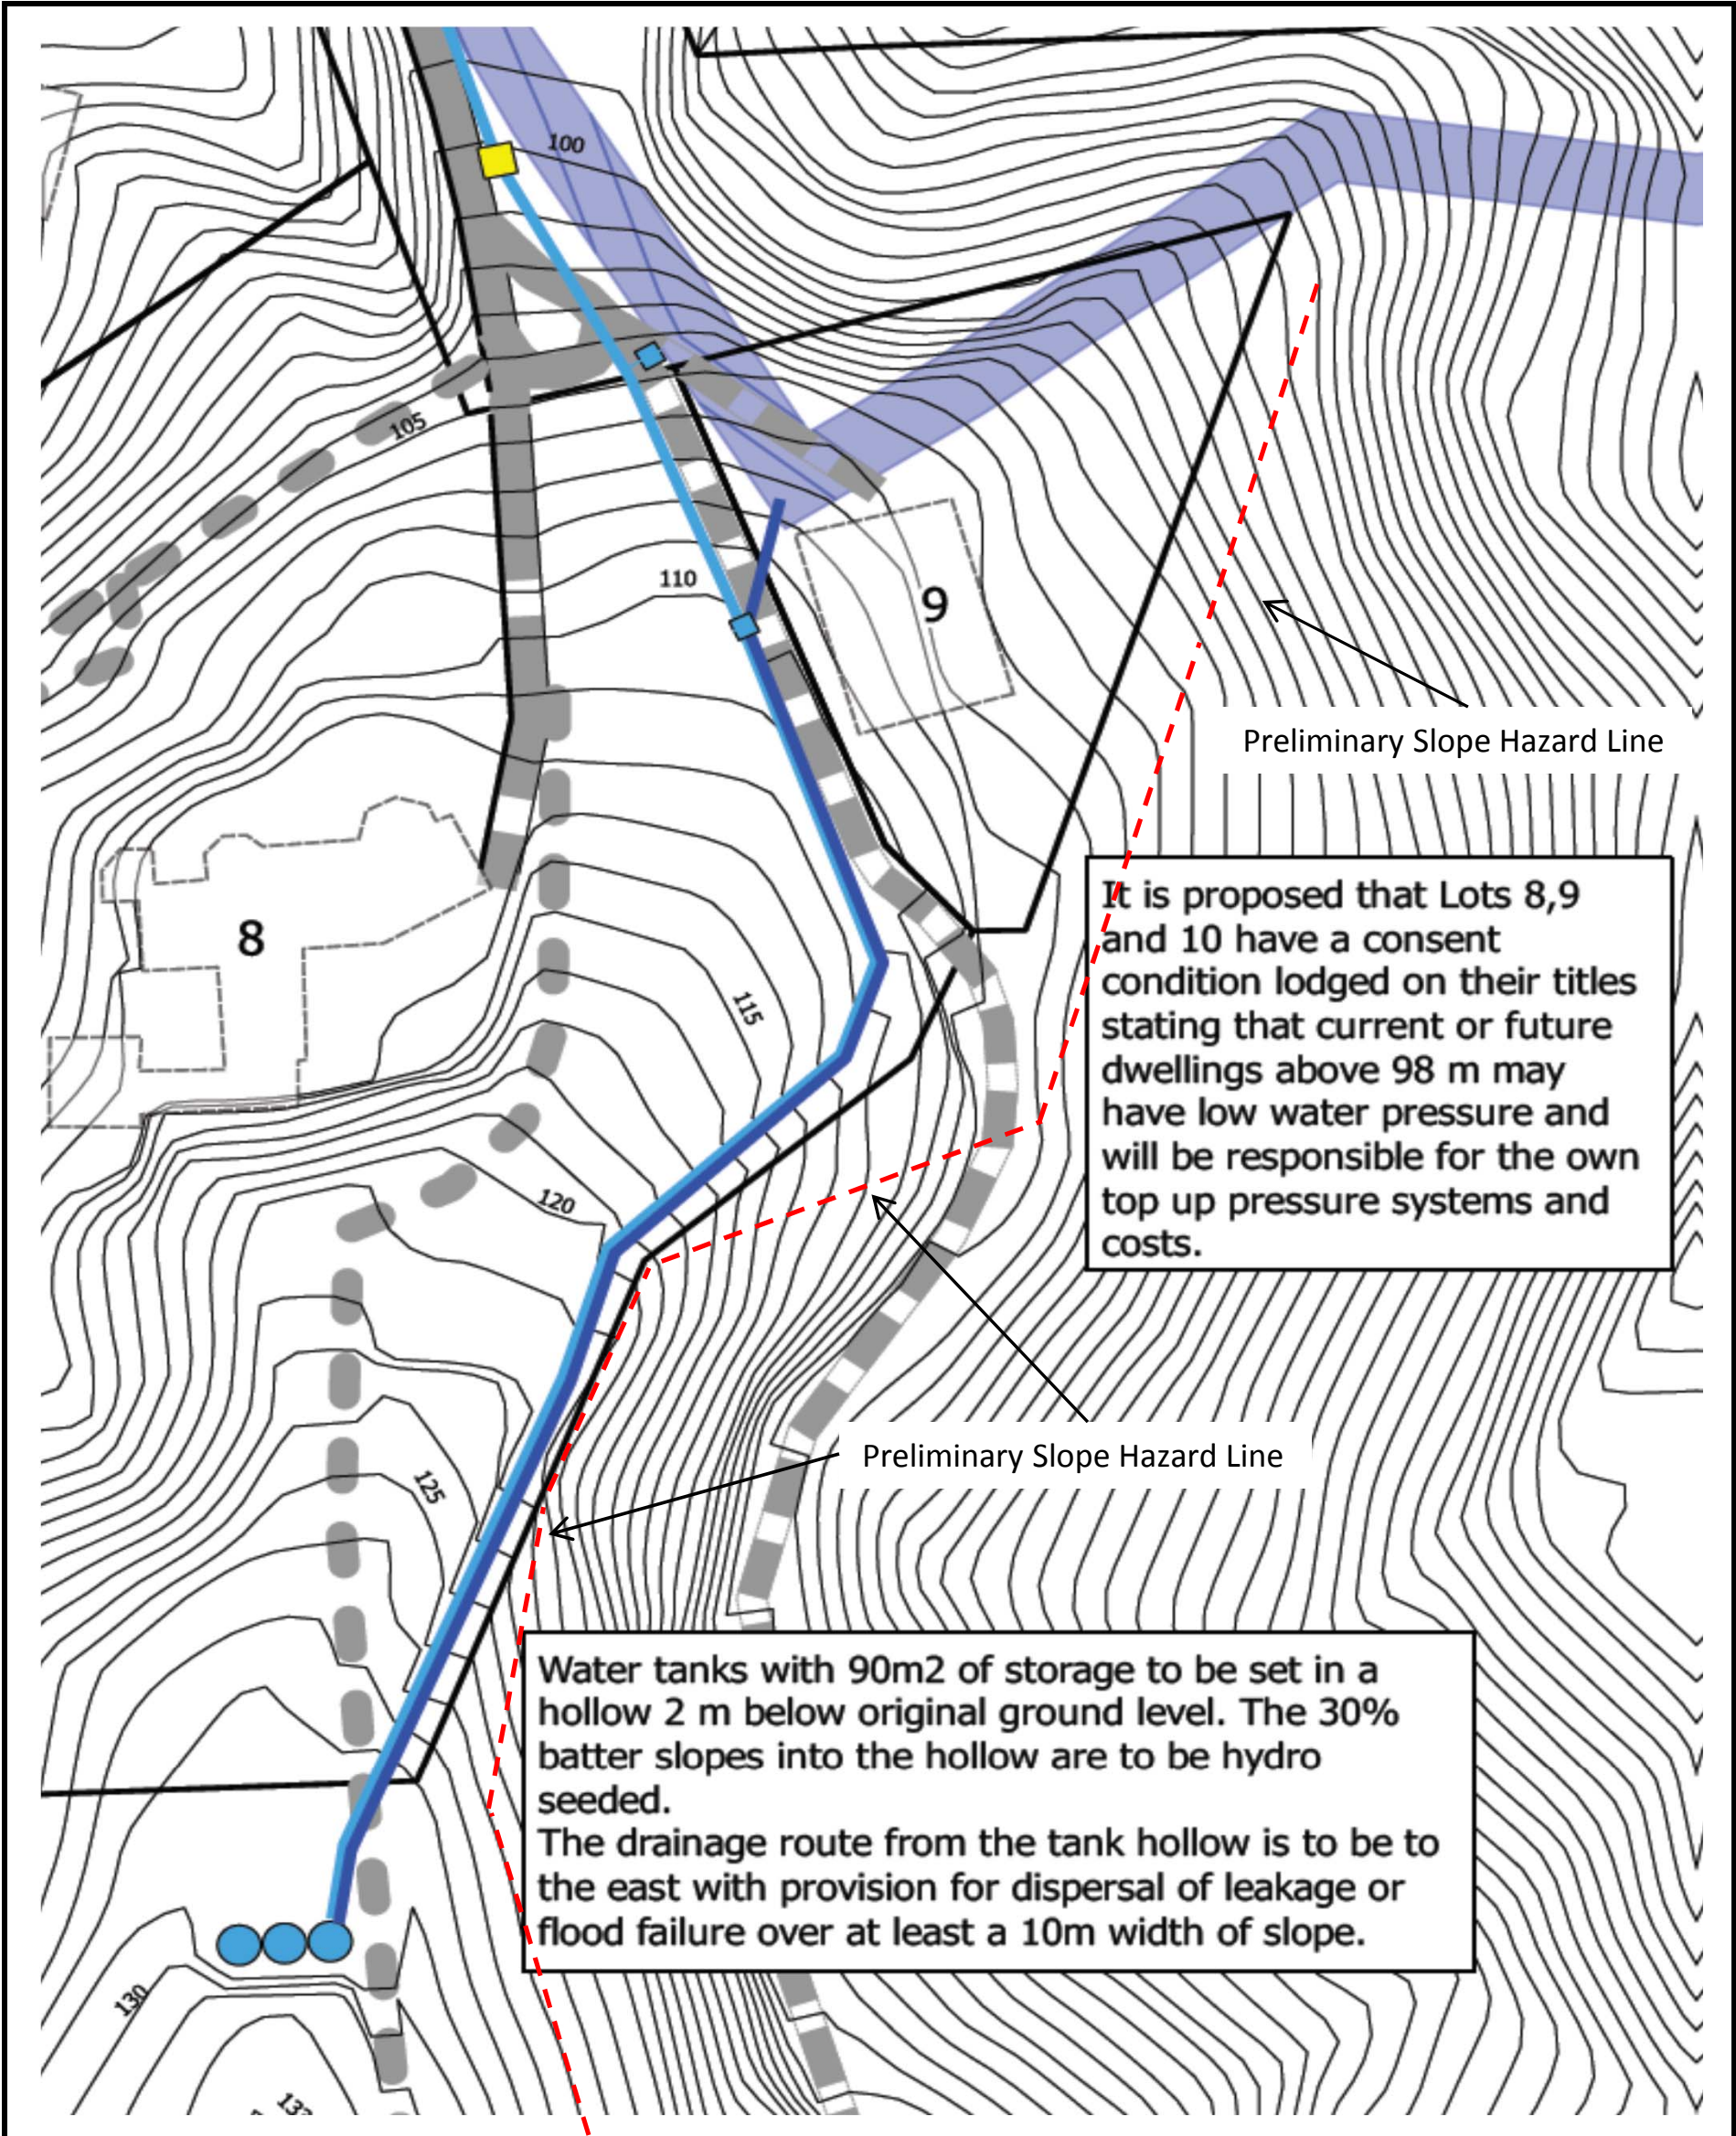 100
105
110
9
Preliminary Slope Hazard Line
8
It is proposed that Lots 8,9
and 10 have a consent
condition lodged on their titles
stating that current or future
dwellings above 98 m may
have low water pressure and
will be responsible for the own
top up pressure systems and
costs.
115
120
Preliminary Slope Hazard Line
125
Water tanks with 90m2 of storage to be set in a
hollow 2 m below original ground level. The 30%
batter slopes into the hollow are to be hydro
seeded.
The drainage route from the tank hollow is to be to
the east with provision for dispersal of leakage or
flood failure over at least a 10m width of slope.
130